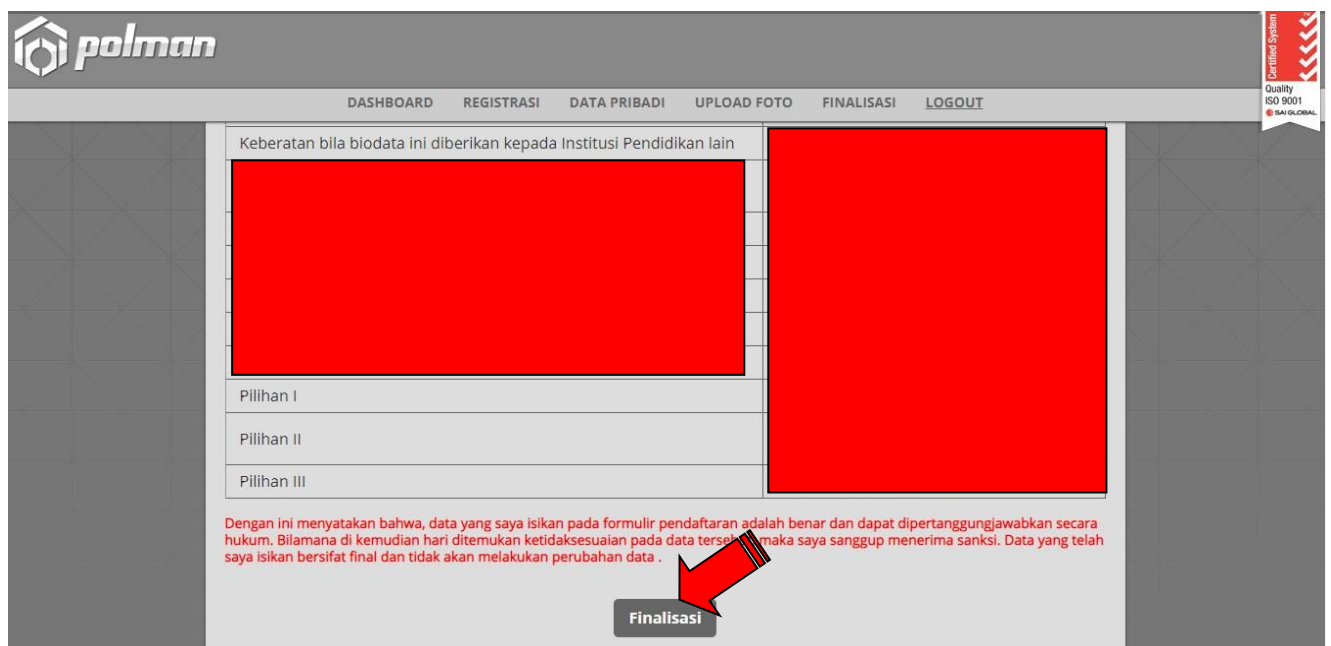 polman
Certified System
TM
Quality
ISO 9001
SAI GLOBAL
DASHBOARD REGISTRASI DATA PRIBADI UPLOAD FOTO FINALISASI LOGOUT
Keberatan bila biodata ini diberikan kepada Institusi Pendidikan lain
Pilihan I
Pilihan II
Pilihan III
Dengan ini menyatakan bahwa, data yang saya isikan pada formulir pendaftaran adalah benar dan dapat dipertanggungjawabkan secara
hukum. Bilamana di kemudian hari ditemukan ketidaksesuaian pada data maka saya sanggup menerima sanksi. Data yang telah
saya isikan bersifat final dan tidak akan melakukan perubahan data .
Finalisasi